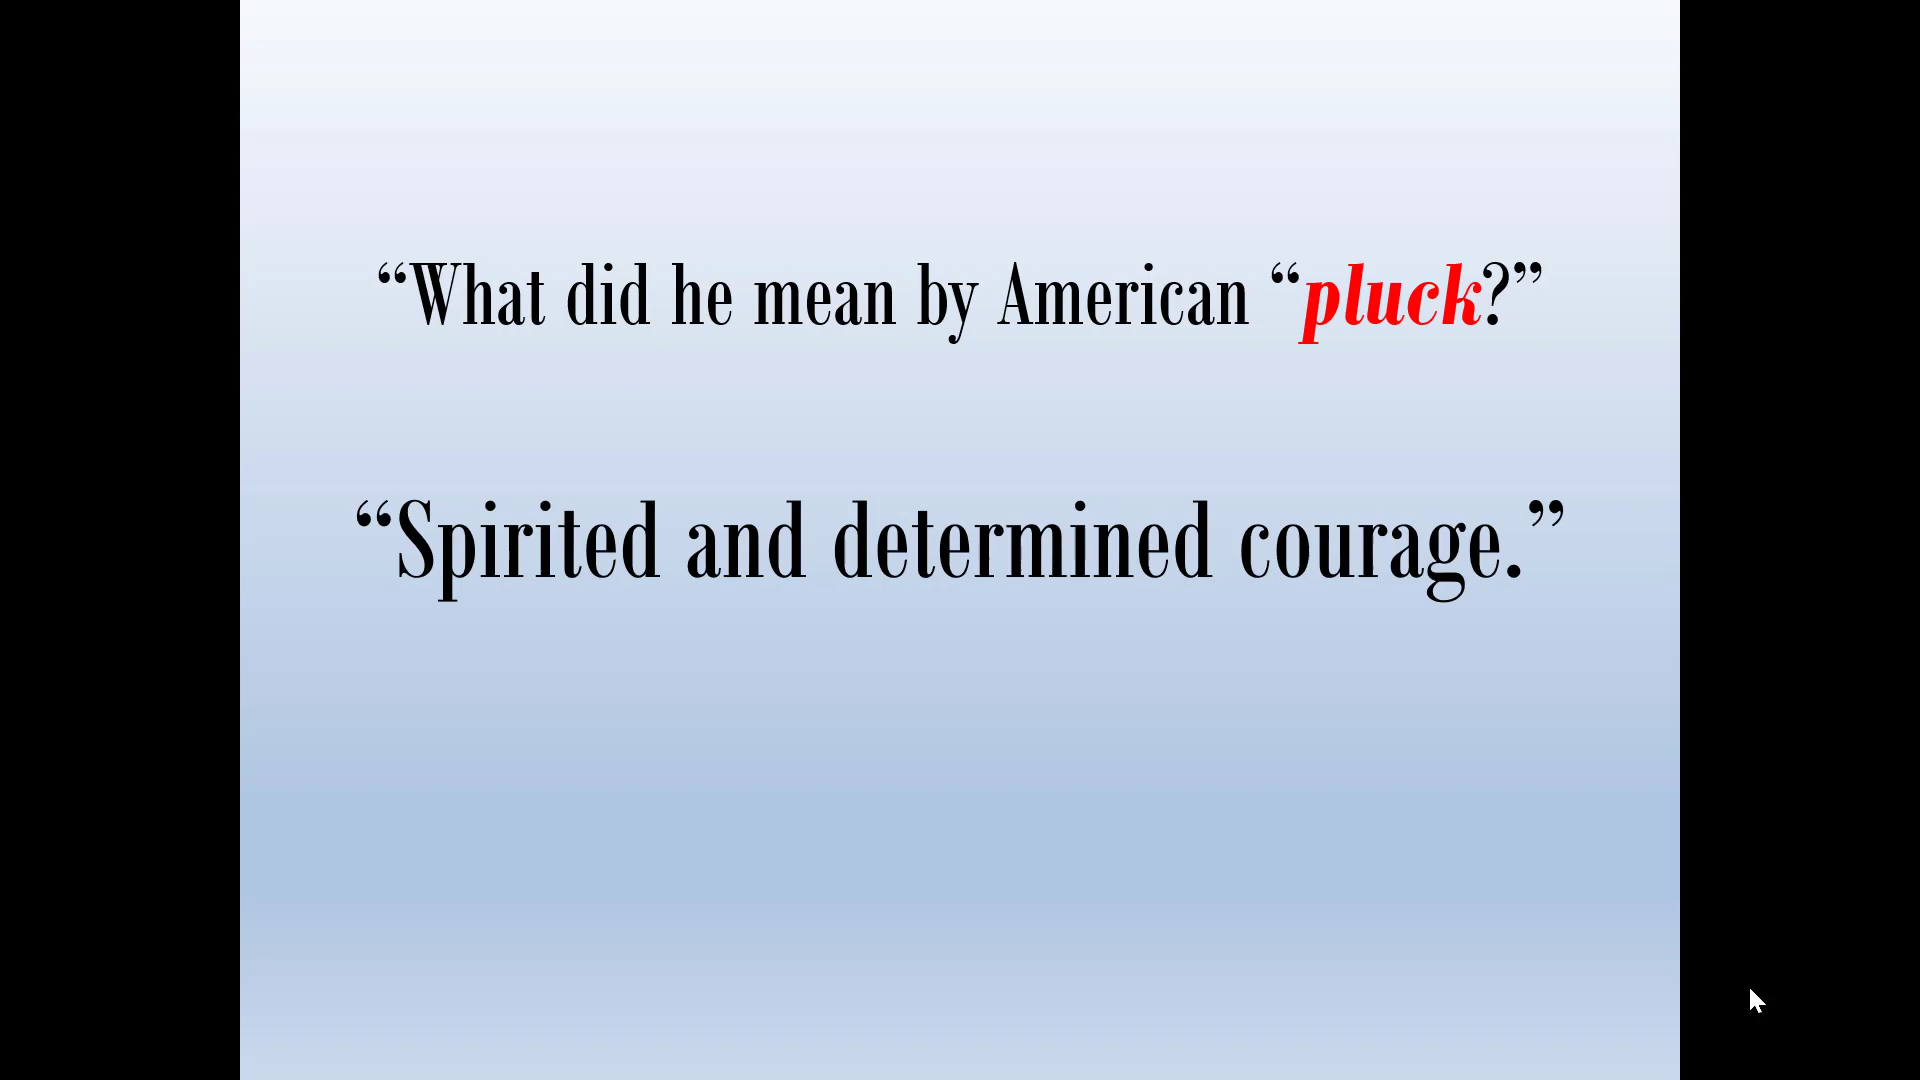 “What did he mean by American “pluck?”
“Spirited and determined courage.”